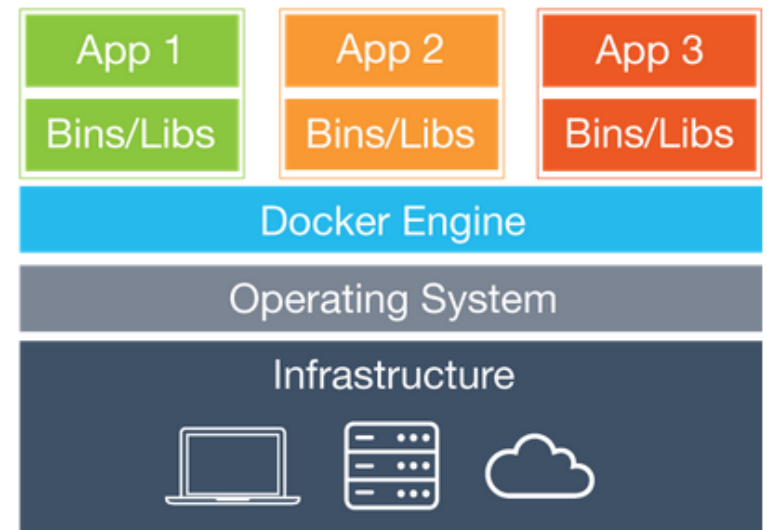 App 1
App 2
App 3
Bins/Libs
Bins/Libs
Bins/Libs
Docker Engine
Operating System
Infrastructure